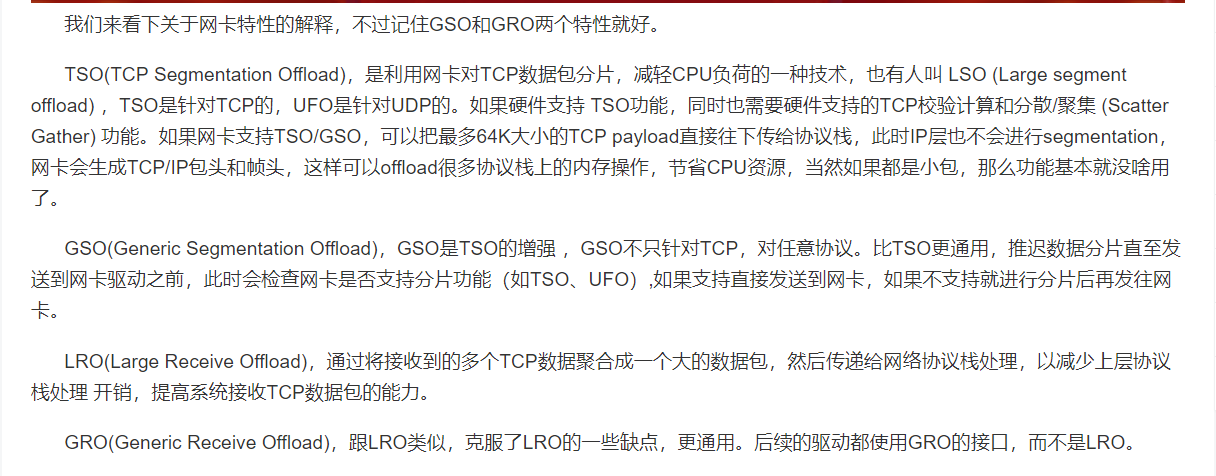 我们来看下关于网卡特性的解释，不过记住GSO和GRO两个特性就好。
TSO(TCP Segmentation Offload)，是利用网卡对TCP数据包分片，减轻CPU负荷的一种技术，也有人叫 LSO (Large segment
offload) ，TSO是针对TCP的，UFO是针对UDP的。如果硬件支持 TSO功能，同时也需要硬件支持的TCP校验计算和分散/聚集 (Scatter
Gather) 功能。如果网卡支持TSO/GSO，可以把最多64K大小的TCP payload直接往下传给协议栈，此时IP层也不会进行segmentation，
网卡会生成TCP/IP包头和帧头，这样可以offload很多协议栈上的内存操作，节省CPU资源，当然如果都是小包，那么功能基本就没啥用
了。
GSO(Generic Segmentation Offload)，GSO是TSO的增强 ，GSO不只针对TCP，对任意协议。比TSO更通用，推迟数据分片直至发
送到网卡驱动之前，此时会检查网卡是否支持分片功能（如TSO、UFO）,如果支持直接发送到网卡，如果不支持就进行分片后再发往网
卡。
LRO(Large Receive Offload)，通过将接收到的多个TCP数据聚合成一个大的数据包，然后传递给网络协议栈处理，以减少上层协议
栈处理 开销，提高系统接收TCP数据包的能力。
GRO(Generic Receive Offload)，跟LRO类似，克服了LRO的一些缺点，更通用。后续的驱动都使用GRO的接口，而不是LRO。